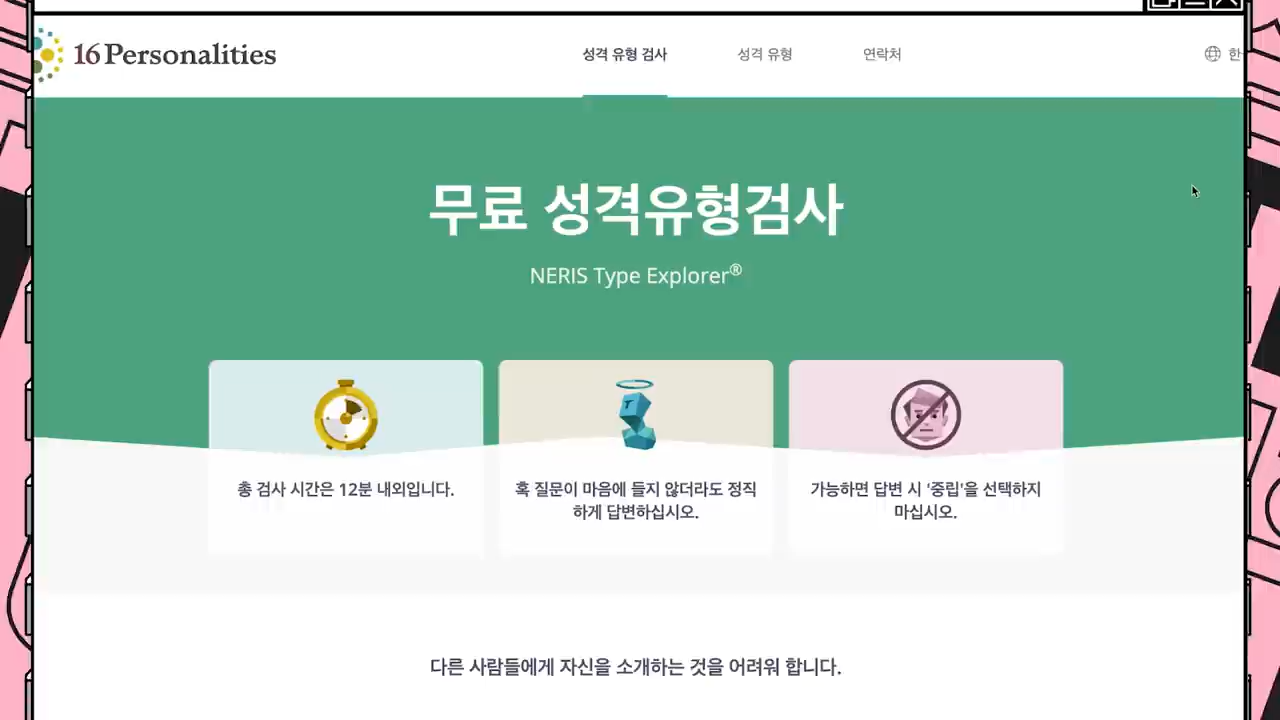 16Personalities
성격 유형 검사
성격 유형
연락처
한
무료 성격유형검사
NERIS Type Explorer®
총 검사 시간은 12분 내외입니다.
혹 질문이 마음에 들지 않더라도 정직
하게 답변하십시오.
가능하면 답변 시 '중립'을 선택하지
마십시오.
다른 사람들에게 자신을 소개하는 것을 어려워 합니다.